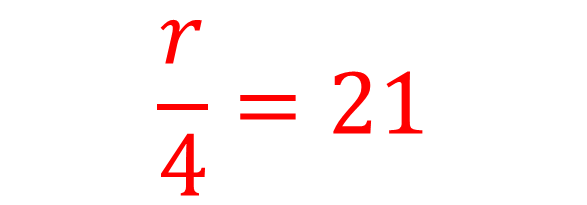 r/4 = 21